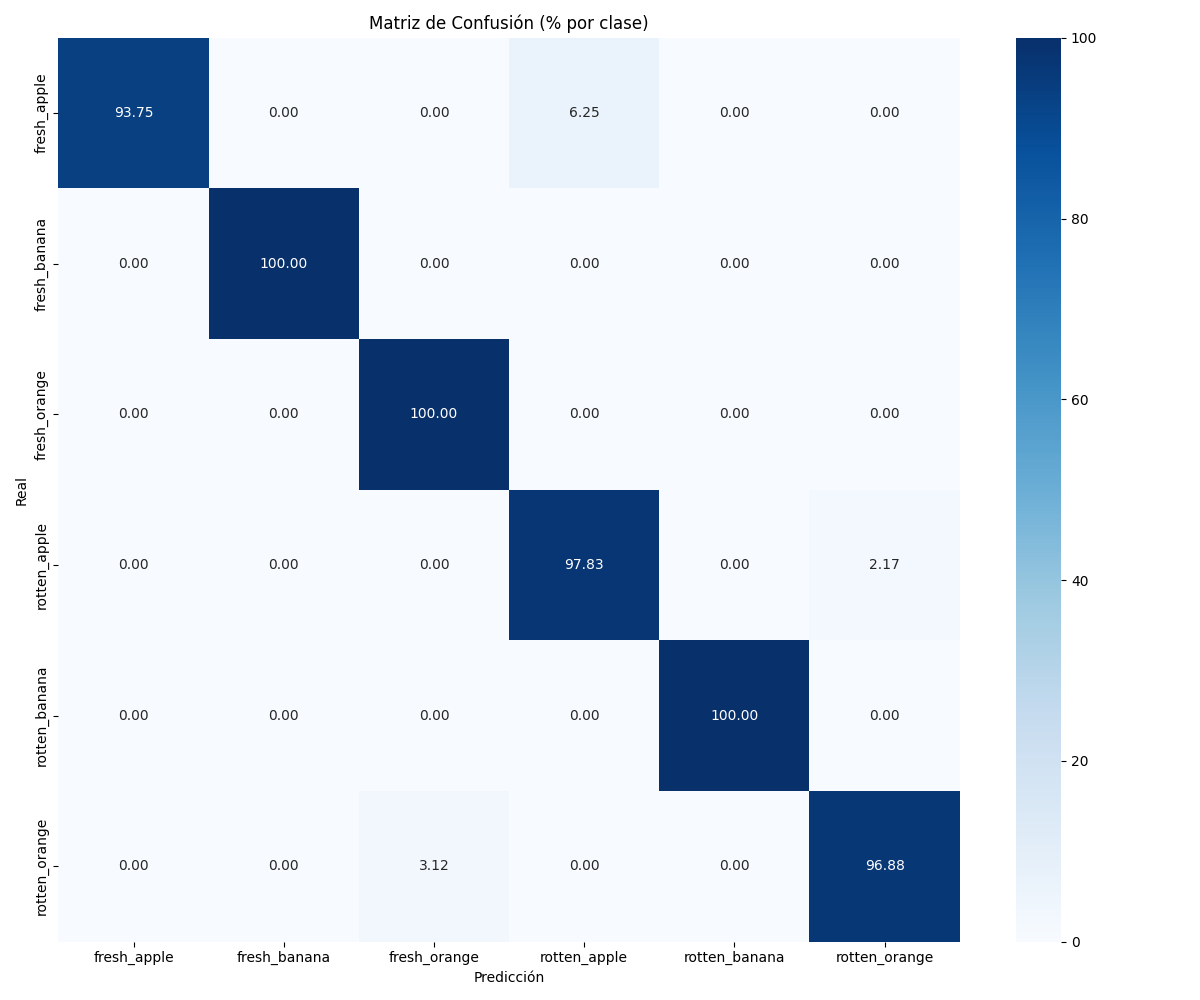 Matriz de Confusión (% por clase)
Real
fresh_apple
93.75 0.00 0.00 6.25 0.00 0.00
fresh_banana
0.00 100.00 0.00 0.00 0.00 0.00
fresh_orange
0.00 0.00 100.00 0.00 0.00 0.00
rotten_apple
0.00 0.00 0.00 97.83 0.00 2.17
rotten_banana
0.00 0.00 0.00 0.00 100.00 0.00
rotten_orange
0.00 0.00 3.12 0.00 0.00 96.88
fresh_apple fresh_banana fresh_orange rotten_apple rotten_banana rotten_orange
Predicción
100
80
60
40
20
0